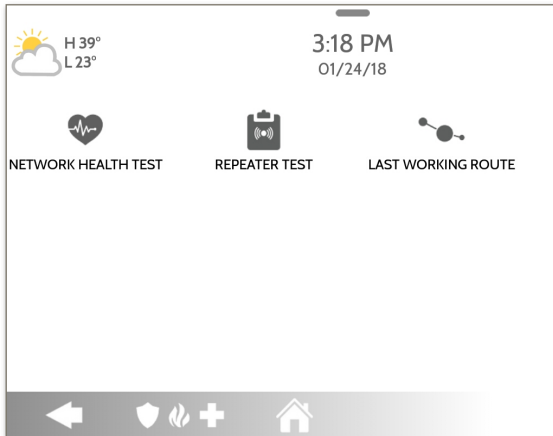 H 39°
L 23°
3:18 PM
01/24/18
NETWORK HEALTH TEST
REPEATER TEST
LAST WORKING ROUTE